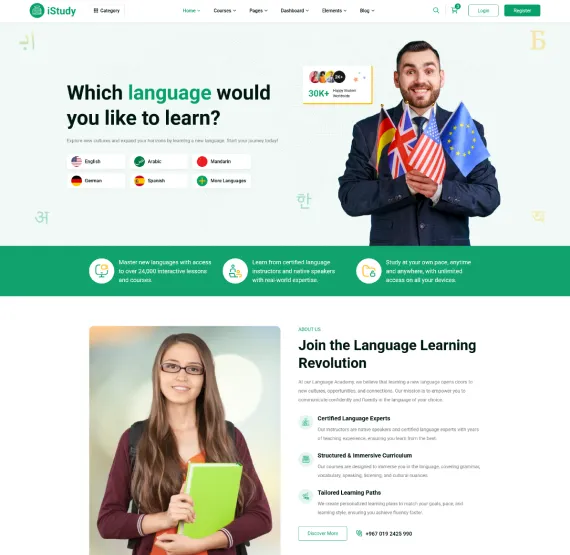 iStudy
Category
Home
Courses
Pages
Dashboard
Elements
Blog
0
Login
Register
Б
Which language would
you like to learn?
Explore new cultures and expand your horizons by learning a new language. Start your journey today!
2K+
30K+
Happy Student
Worldwide
English
Arabic
Mandarin
German
Spanish
More Languages
한
अ
Master new languages with access
to over 24,000 interactive lessons
and courses.
Learn from certified language
instructors and native speakers
with real-world expertise.
Study at your own pace, anytime
and anywhere, with unlimited
access on all your devices.
ABOUT US
Join the Language Learning
Revolution
At our Language Academy, we believe that learning a new language opens doors to
new cultures, opportunities, and connections. Our mission is to empower you to
communicate confidently and fluently in the language of your choice.
Certified Language Experts
Our instructors are native speakers and certified language experts with years
of teaching experience, ensuring you learn from the best.
Structured & Immersive Curriculum
Our courses are designed to immerse you in the language, covering grammar,
vocabulary, speaking, listening, and cultural nuances.
Tailored Learning Paths
We create personalized learning plans to match your goals, pace, and
learning style, ensuring you achieve fluency faster.
Discover More
+967 019 2425 990